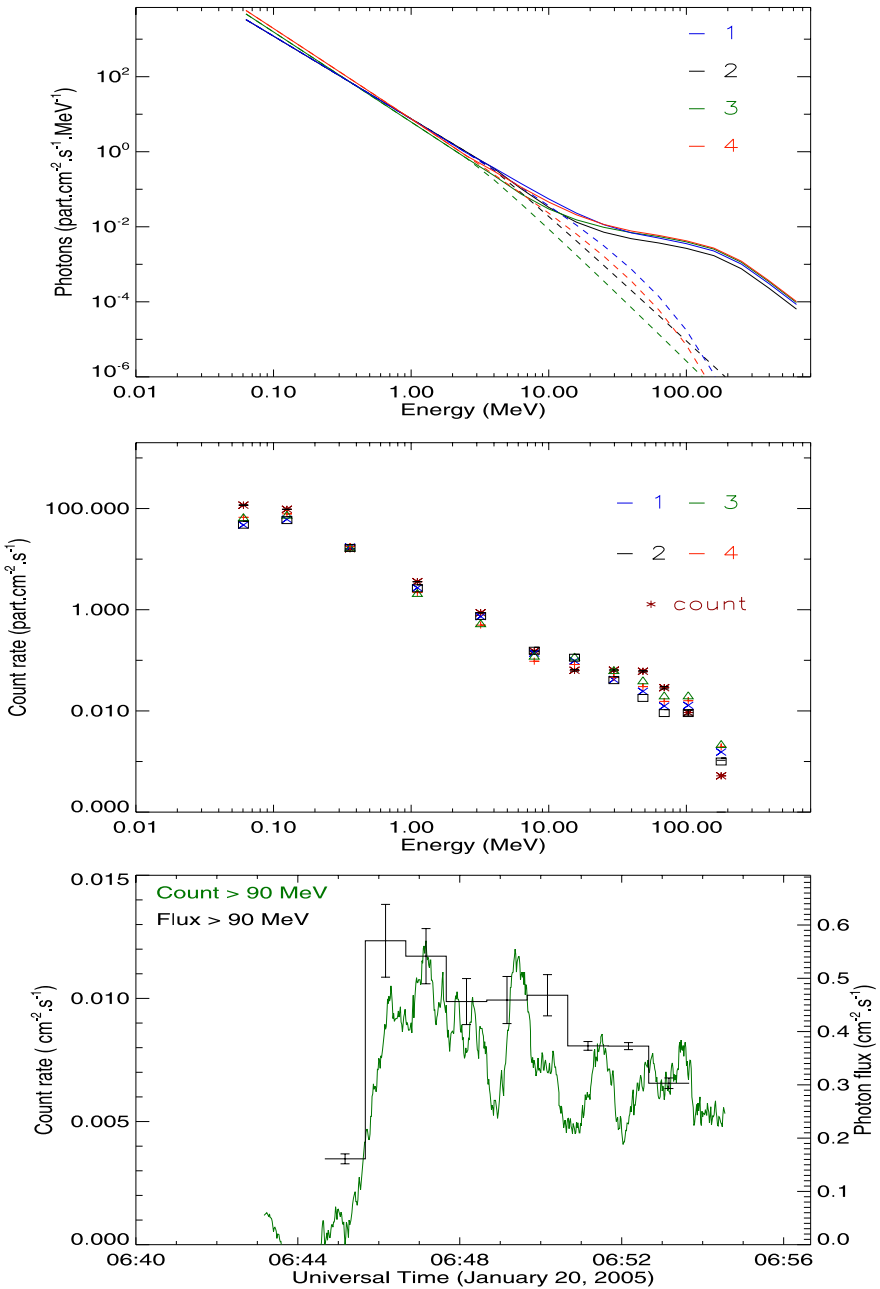 10²
10⁰
10⁻²
10⁻⁴
10⁻⁶
Photons (part.cm⁻².s⁻¹.MeV⁻¹)
1
2
3
4
0.01 0.10 1.00 10.00 100.00
Energy (MeV)
100.000
1.000
0.010
0.000
Count rate (part.cm⁻².s⁻¹)
1 3
2 4
count
0.01 0.10 1.00 10.00 100.00
Energy (MeV)
0.015
0.010
0.005
0.000
Count rate ( cm⁻².s⁻¹)
Count > 90 MeV
Flux > 90 MeV
0.6
0.5
0.4
0.3
0.2
0.1
0.0
Photon flux (cm⁻².s⁻¹)
06:40 06:44 06:48 06:52 06:56
Universal Time (January 20, 2005)